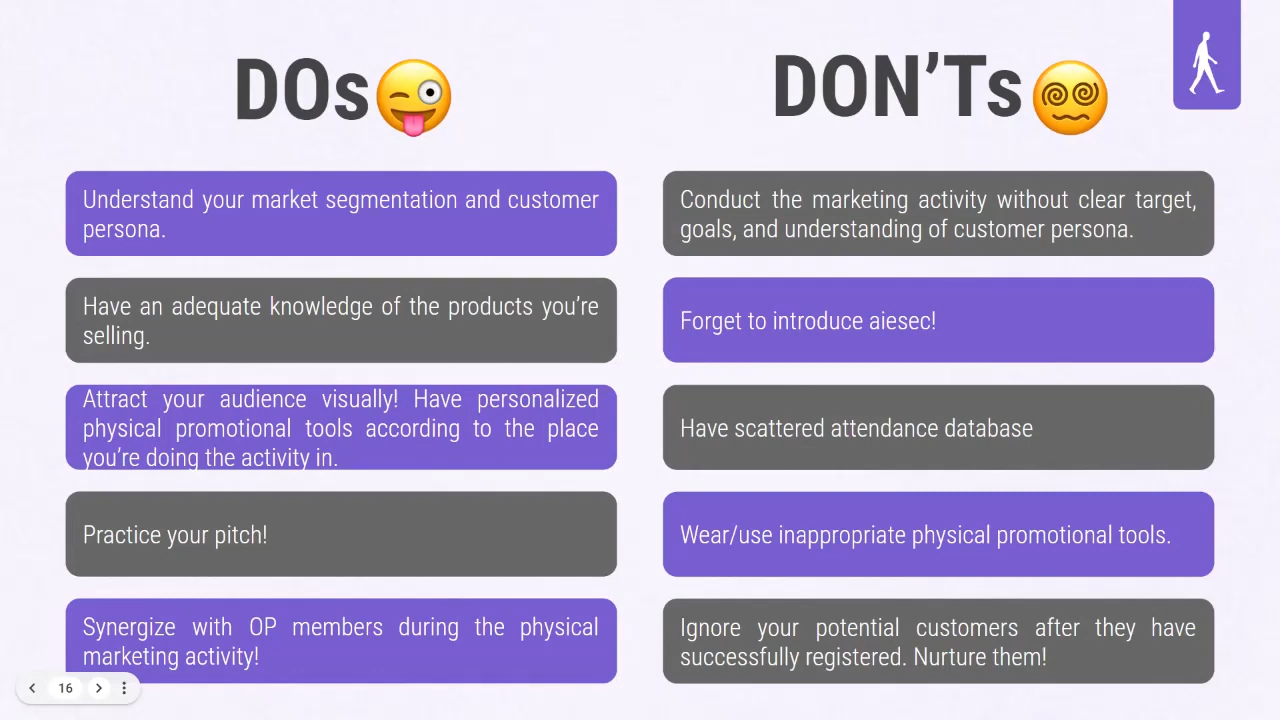 DOs
Understand your market segmentation and customer
persona.
Have an adequate knowledge of the products you’re
selling.
Attract your audience visually! Have personalized
physical promotional tools according to the place
you’re doing the activity in.
Practice your pitch!
Synergize with OP members during the physical
marketing activity!
DON’Ts
Conduct the marketing activity without clear target,
goals, and understanding of customer persona.
Forget to introduce aiesec!
Have scattered attendance database
Wear/use inappropriate physical promotional tools.
Ignore your potential customers after they have
successfully registered. Nurture them!
16